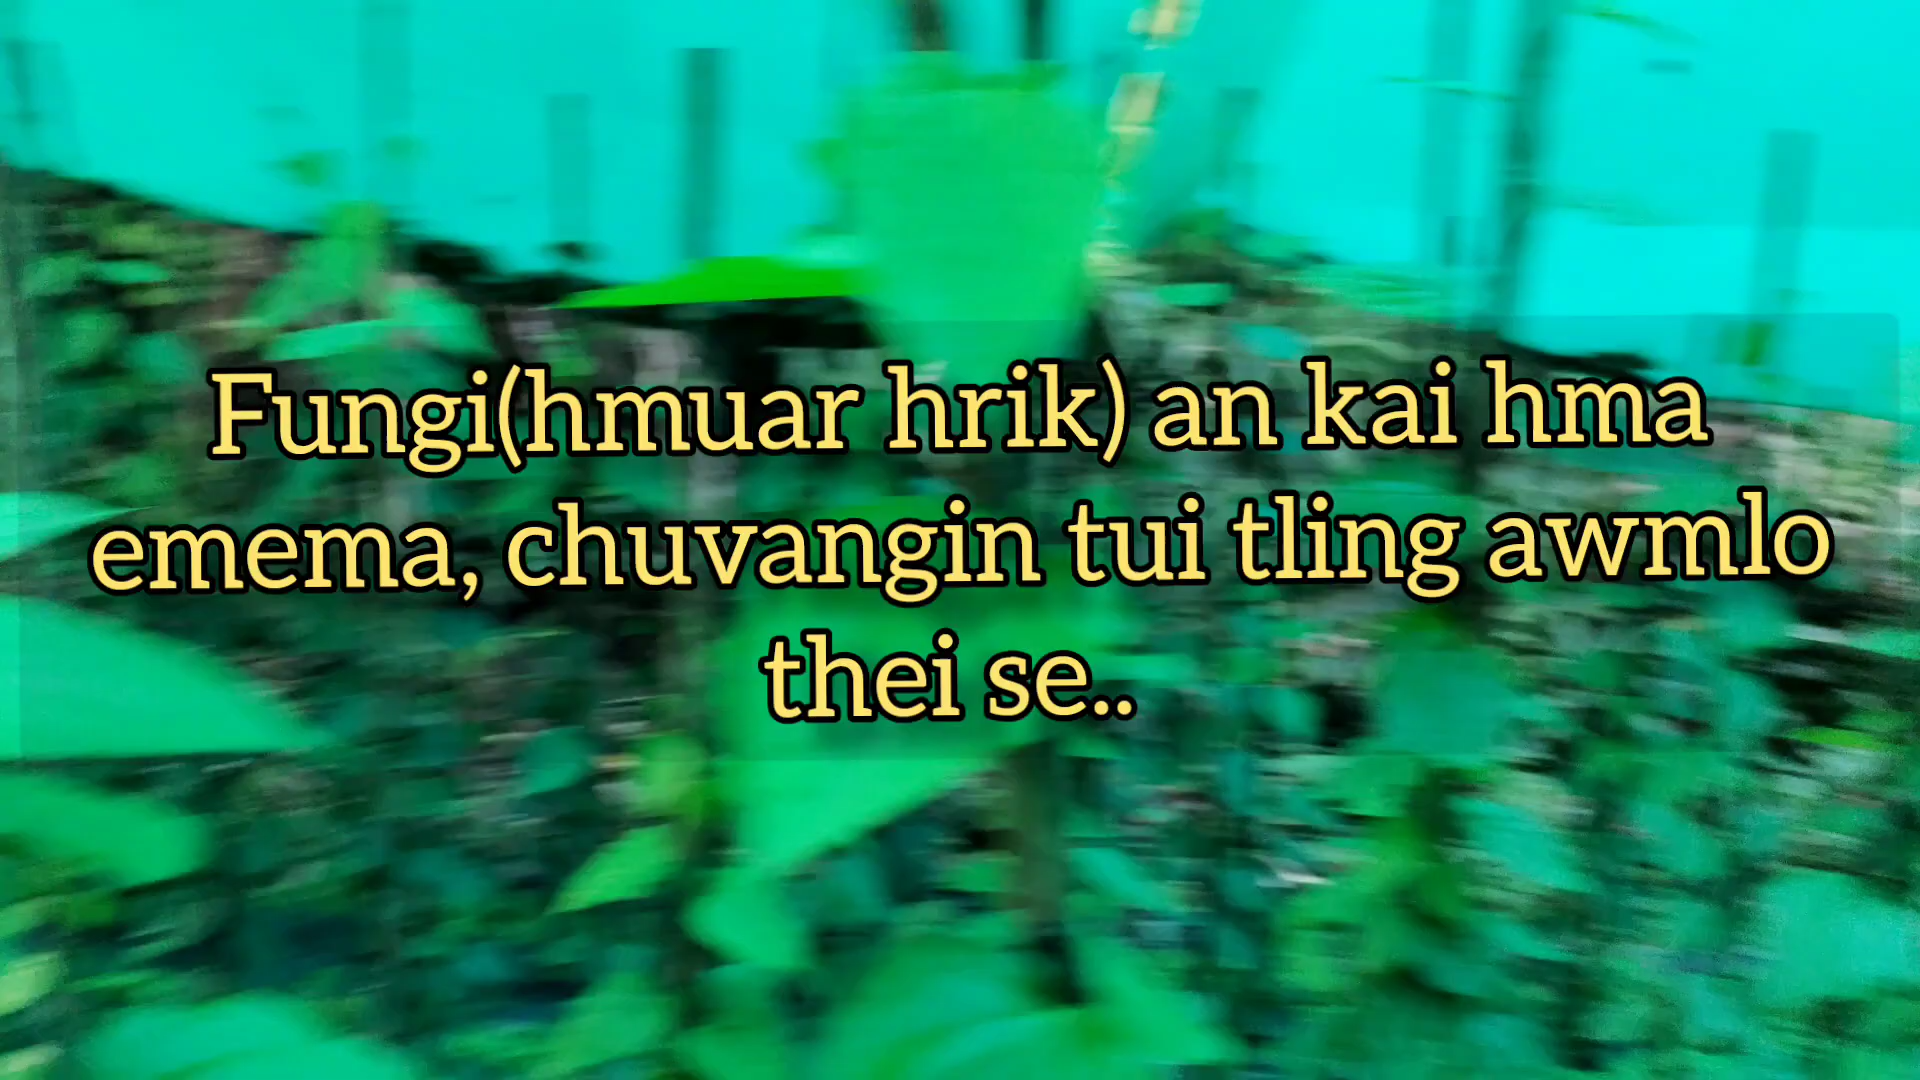 Fungi(hmuar hrik) an kai hma
emema, chuvangin tui tling awmlo
thei se..